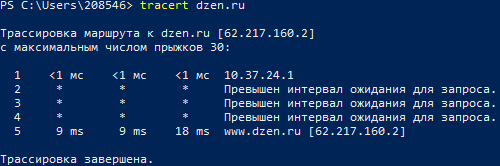 PS C:\Users\208546> tracert dzen.ru
Трассировка маршрута к dzen.ru [62.217.160.2]
с максимальным числом прыжков 30:
1 <1 мс <1 мс <1 мс 10.37.24.1
2 * * * Превышен интервал ожидания для запроса.
3 * * * Превышен интервал ожидания для запроса.
4 * * * Превышен интервал ожидания для запроса.
5 9 ms 9 ms 18 ms www.dzen.ru [62.217.160.2]
Трассировка завершена.